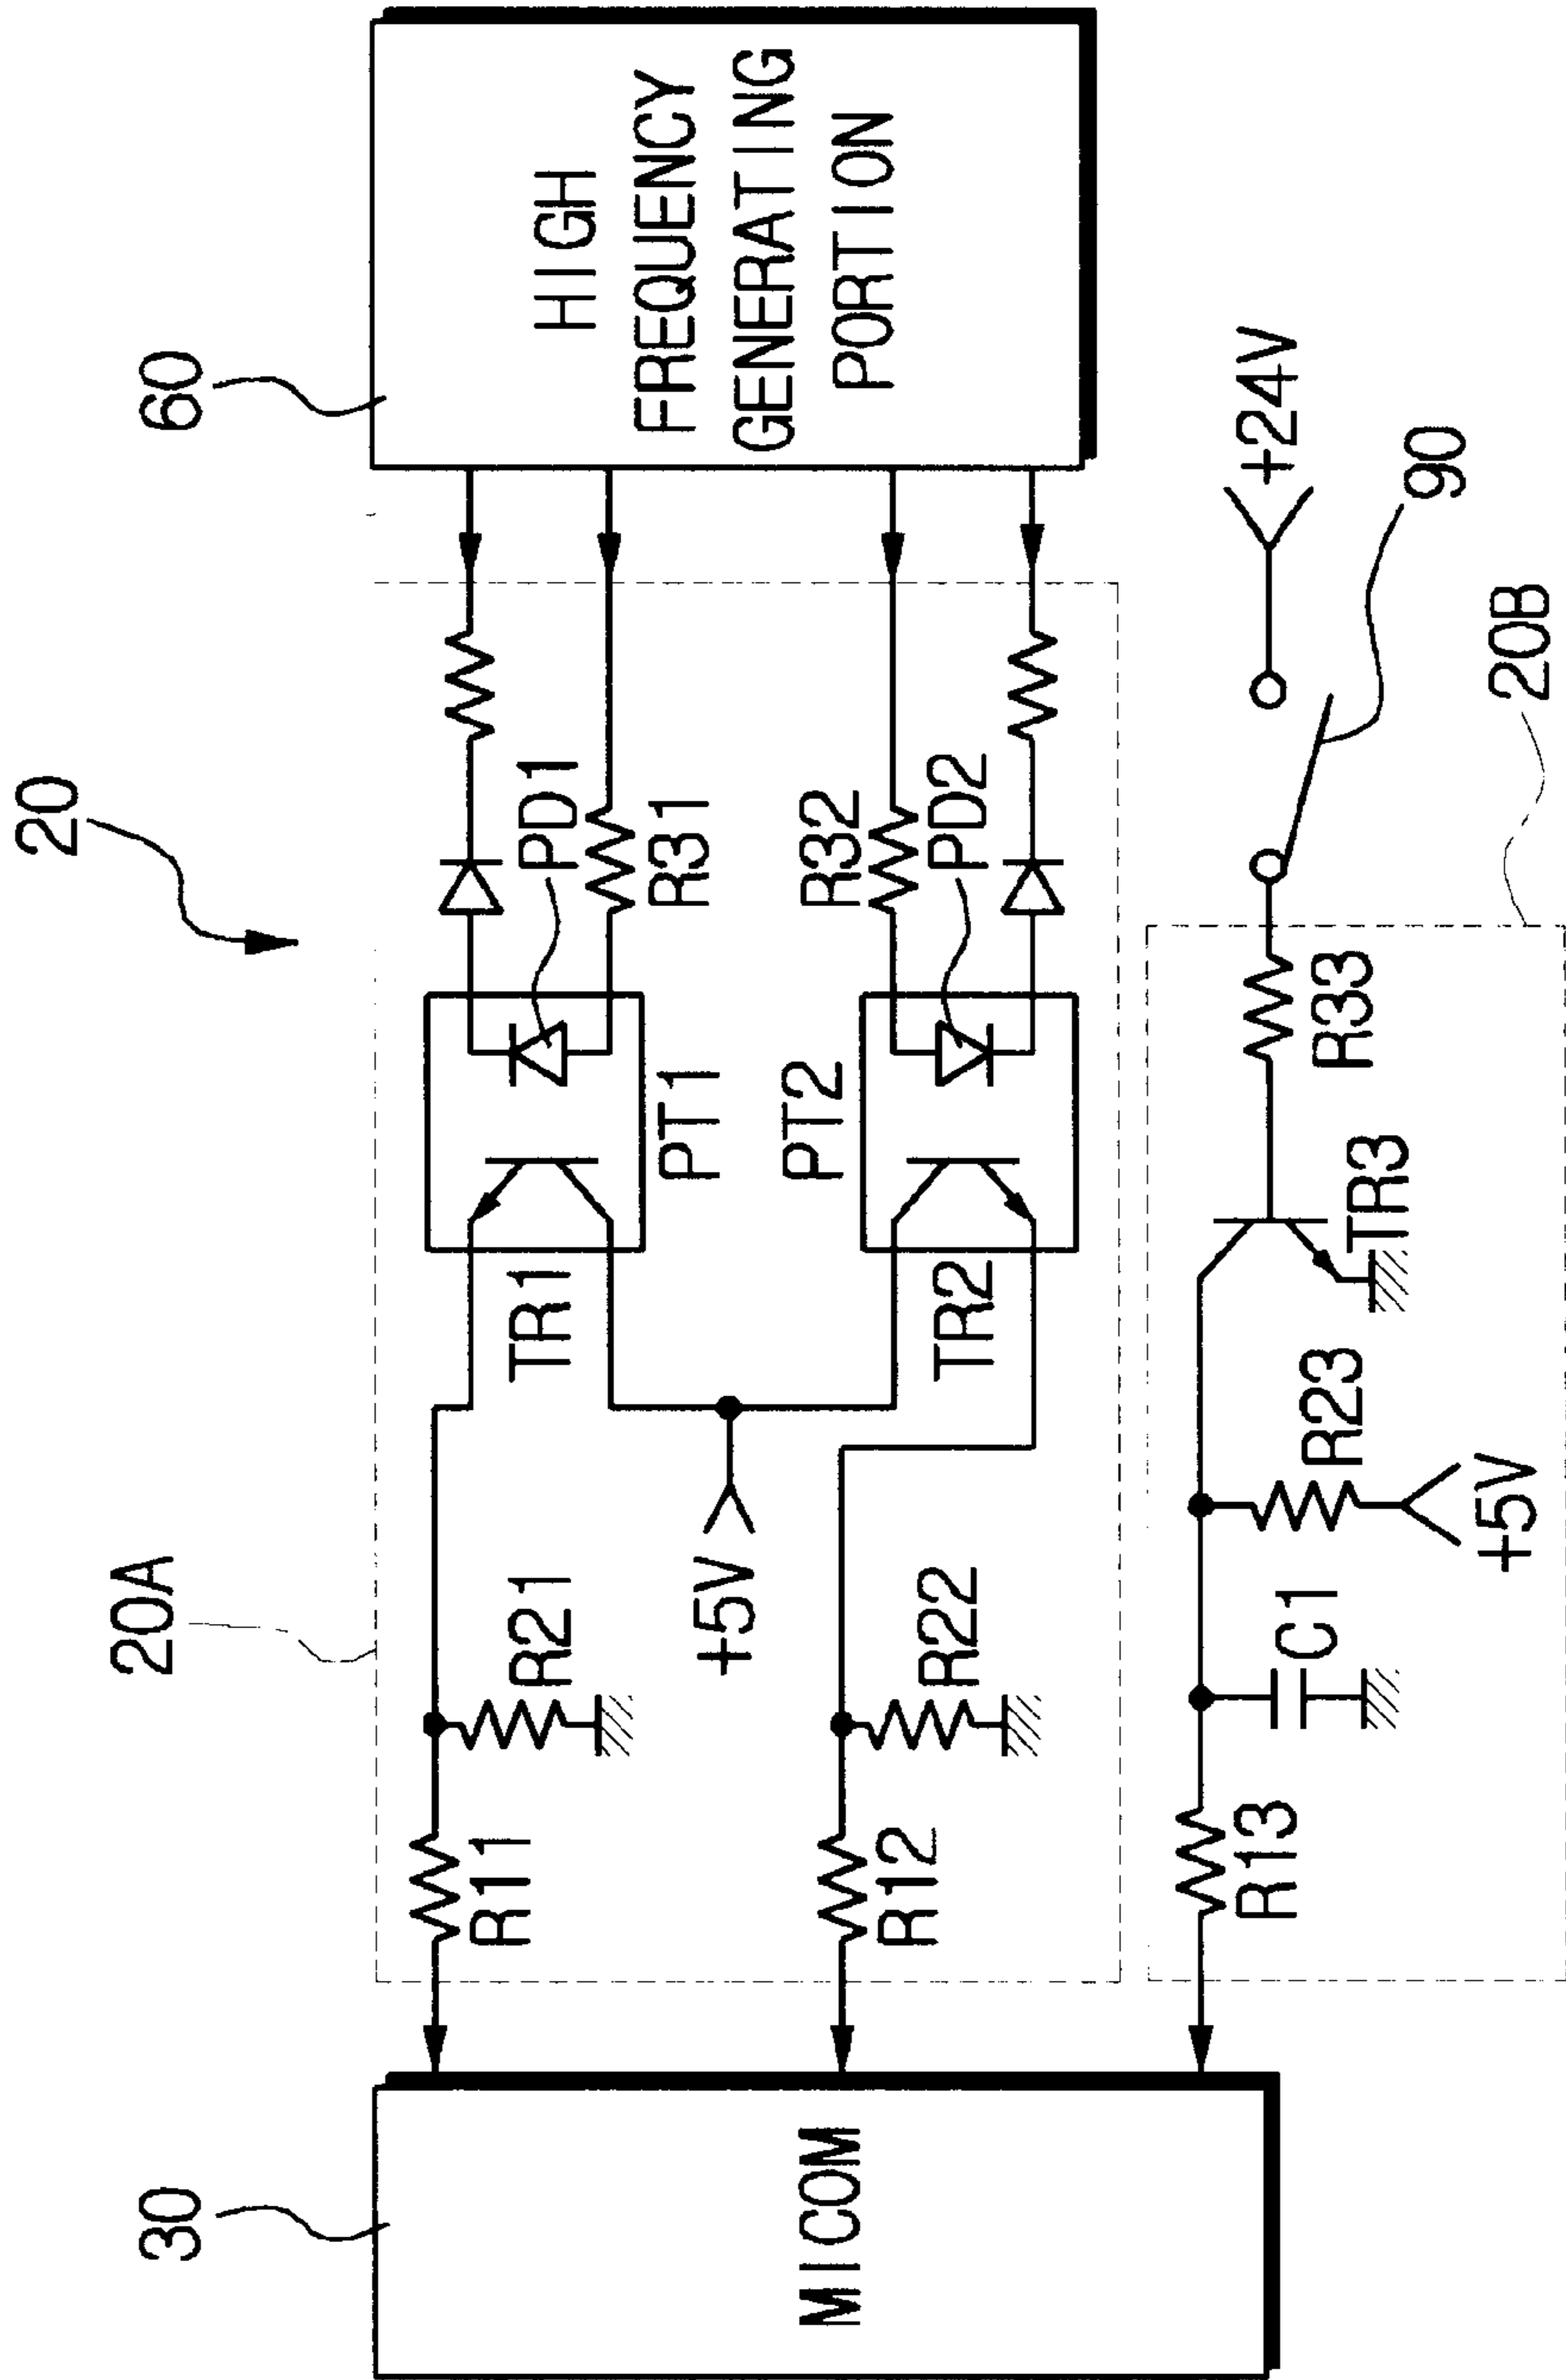 20
30
20A
60
MICOM
HIGH
FREQUENCY
GENERATING
PORTION
R11
R21
TR1
PD1
PT1
R31
+5V
R12
R22
TR2
PT2
R32
PD2
+24V
90
R13
C1
R23
TR3
R33
+5V
20B